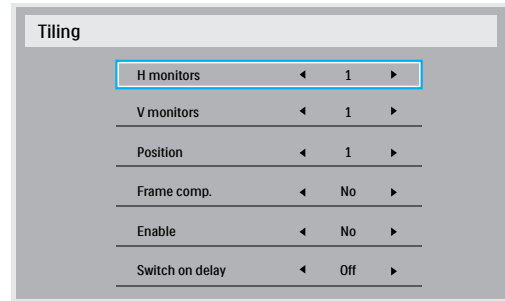 Tiling
H monitors 1
V monitors 1
Position 1
Frame comp. No
Enable No
Switch on delay Off